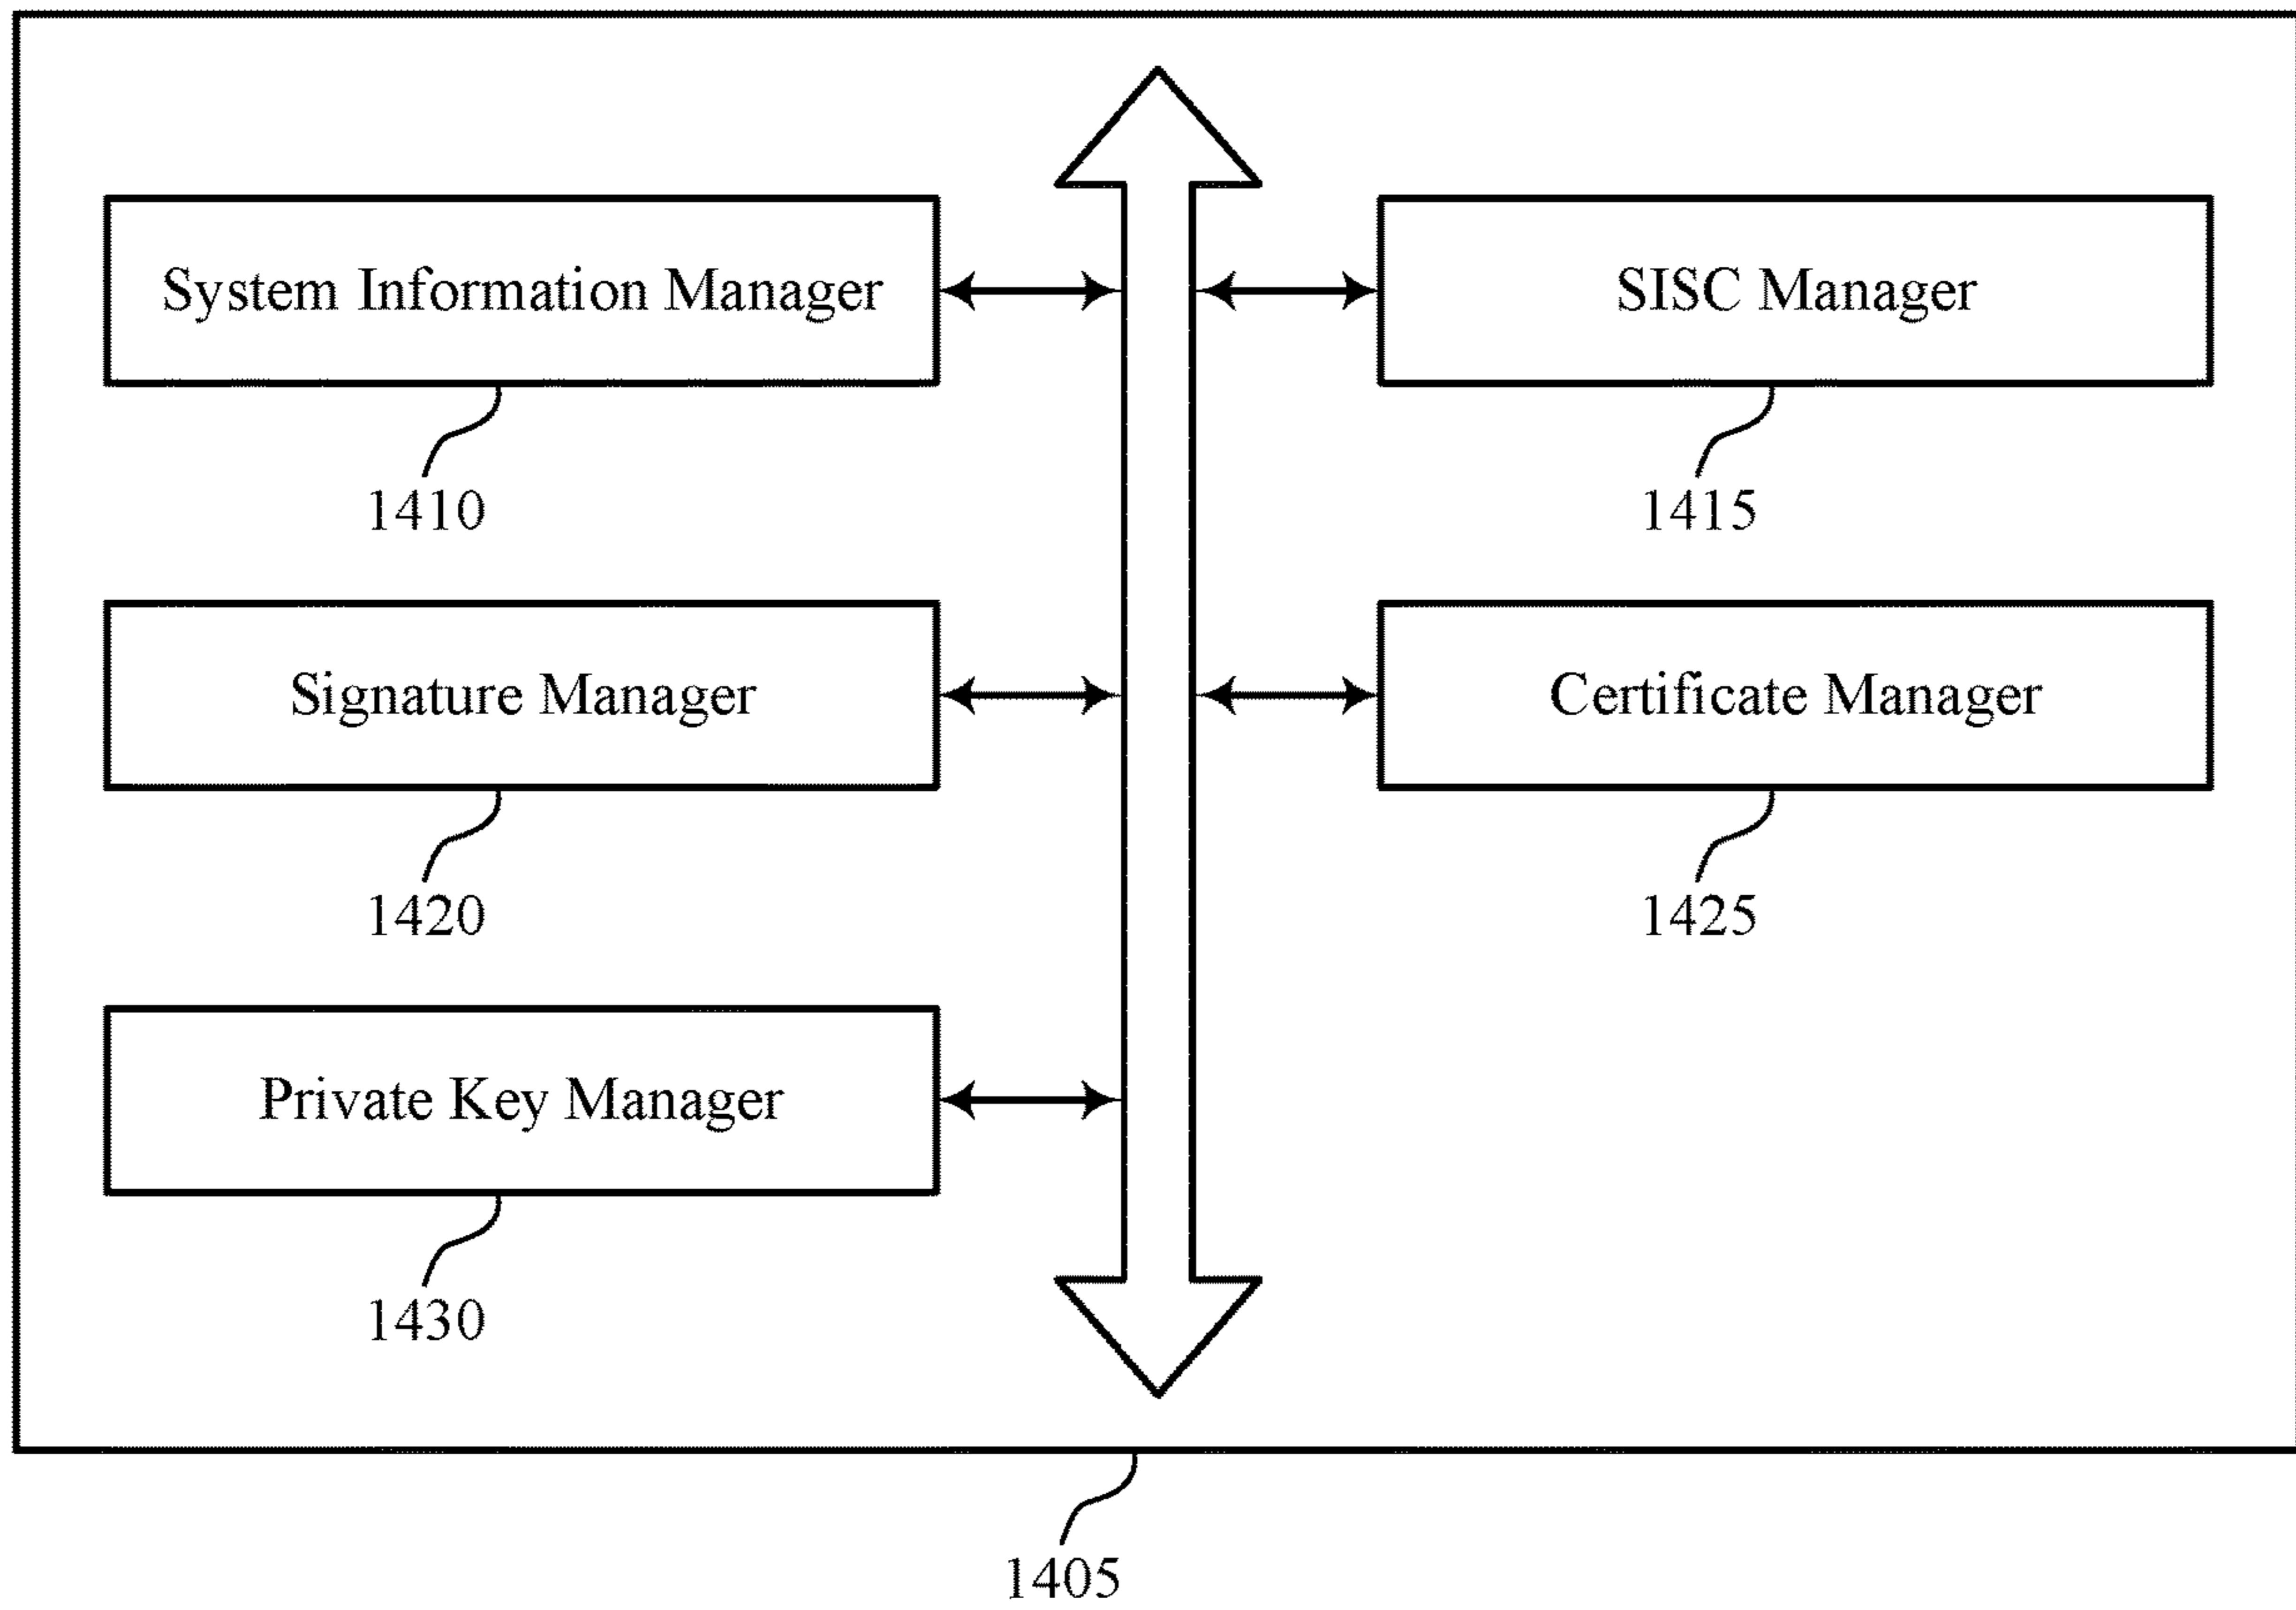 System Information Manager
SISC Manager
1410
1415
Signature Manager
Certificate Manager
1420
1425
Private Key Manager
1430
1405